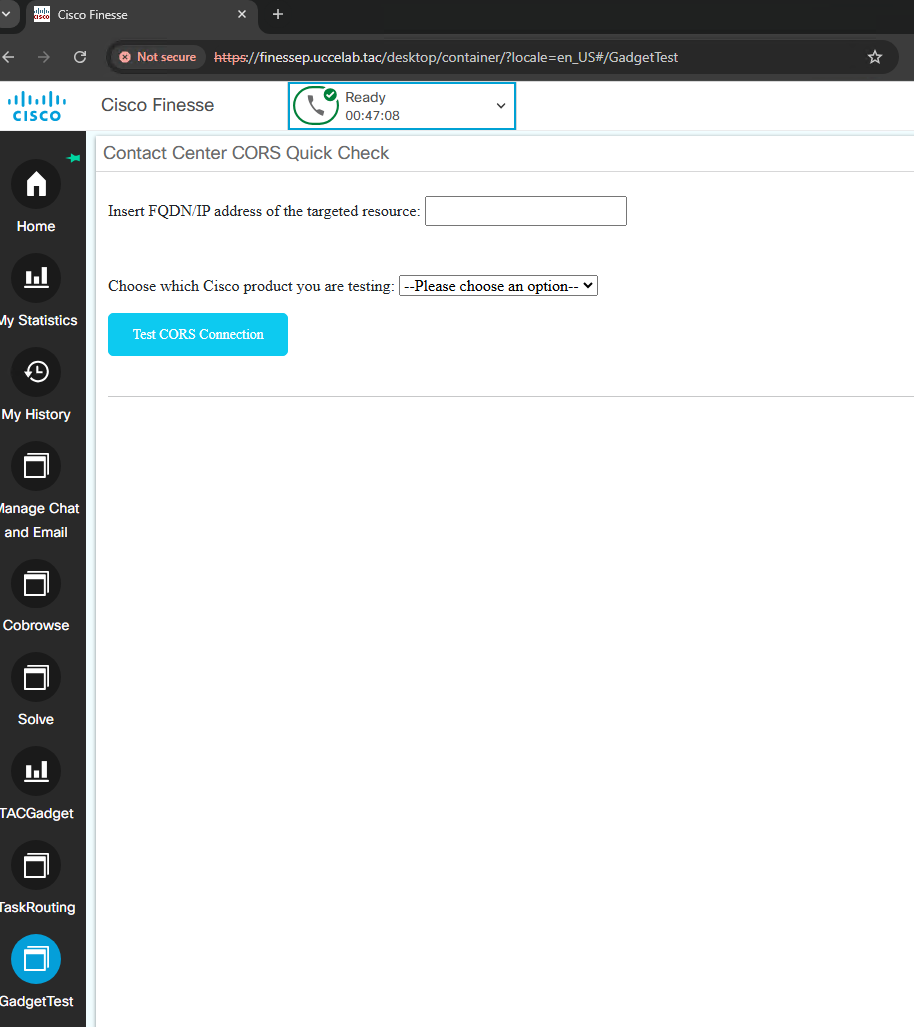 Cisco Finesse
Not secure
https://finessep.uccelab.tac/desktop/container/?locale=en_US#/GadgetTest
CISCO
Cisco Finesse
Ready
00:47:08
Contact Center CORS Quick Check
Insert FQDN/IP address of the targeted resource:
Choose which Cisco product you are testing: --Please choose an option--
Test CORS Connection
Home
My Statistics
My History
Manage Chat
and Email
Cobrowse
Solve
TACGadget
TaskRouting
GadgetTest